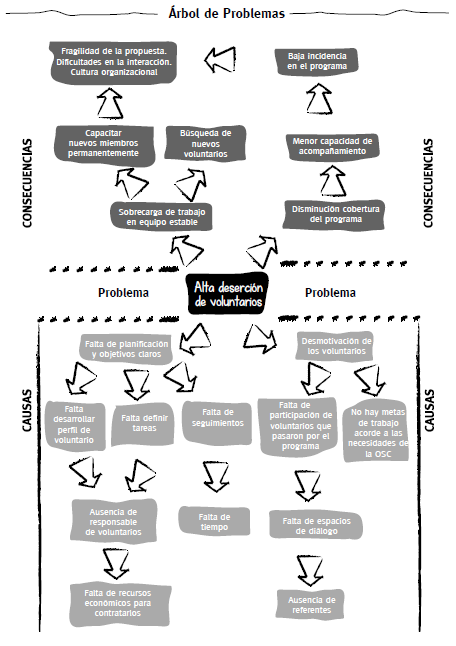 Árbol de Problemas
Fragilidad de la propuesta.
Dificultades en la interacción.
Cultura organizacional
Baja incidencia
en el programa
CONSECUENCIAS
CONSECUENCIAS
Capacitar
nuevos miembros
permanentemente
Búsqueda de
nuevos
voluntarios
Menor capacidad de
acompañamiento
Sobrecarga de trabajo
en equipo estable
Disminución cobertura
del programa
Problema
Alta deserción
de voluntarios
Problema
CAUSAS
CAUSAS
Falta de planificación
y objetivos claros
Desmotivación de
los voluntarios
Falta
desarrollar
perfil de
voluntario
Falta definir
tareas
Falta de
seguimientos
Falta de
participación de
voluntarios que
pasaron por el
programa
No hay metas
de trabajo
acorde a las
necesidades de
la OSC
Ausencia de
responsable
de voluntarios
Falta de
tiempo
Falta de espacios
de diálogo
Falta de recursos
económicos para
contratarlos
Ausencia de
referentes